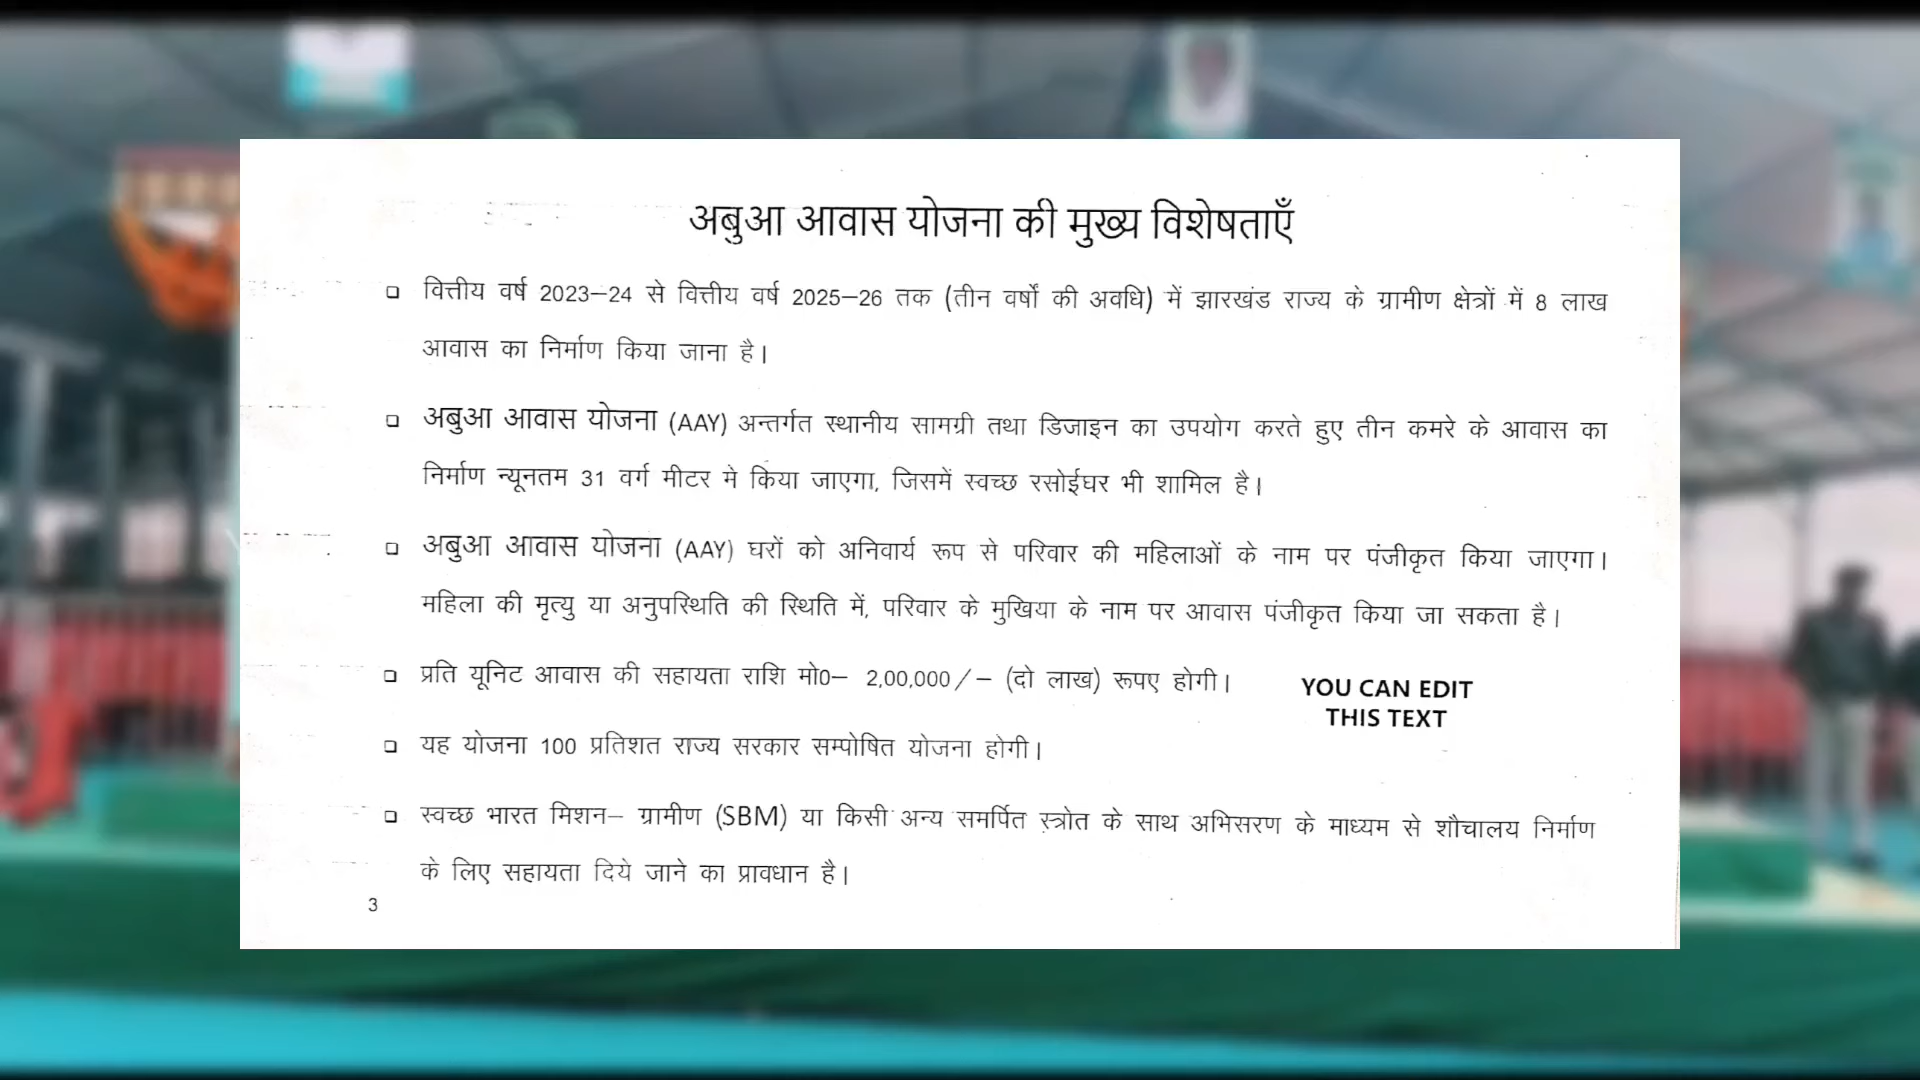 अबुआ आवास योजना की मुख्य विशेषताएँ
❑ वित्तीय वर्ष 2023–24 से वित्तीय वर्ष 2025–26 तक (तीन वर्षों की अवधि) में झारखंड राज्य के ग्रामीण क्षेत्रों में 8 लाख
आवास का निर्माण किया जाना है।
❑ अबुआ आवास योजना (AAY) अन्तर्गत स्थानीय सामग्री तथा डिजाइन का उपयोग करते हुए तीन कमरे के आवास का
निर्माण न्यूनतम 31 वर्ग मीटर मे किया जाएगा, जिसमें स्वच्छ रसोईघर भी शामिल है।
❑ अबुआ आवास योजना (AAY) घरों को अनिवार्य रूप से परिवार की महिलाओं के नाम पर पंजीकृत किया जाएगा।
महिला की मृत्यु या अनुपस्थिति की स्थिति में, परिवार के मुखिया के नाम पर आवास पंजीकृत किया जा सकता है।
❑ प्रति यूनिट आवास की सहायता राशि मो0– 2,00,000/– (दो लाख) रूपए होगी।
YOU CAN EDIT
THIS TEXT
❑ यह योजना 100 प्रतिशत राज्य सरकार सम्पोषित योजना होगी।
❑ स्वच्छ भारत मिशन– ग्रामीण (SBM) या किसी अन्य समर्पित स्त्रोत के साथ अभिसरण के माध्यम से शौचालय निर्माण
के लिए सहायता दिये जाने का प्रावधान है।
3